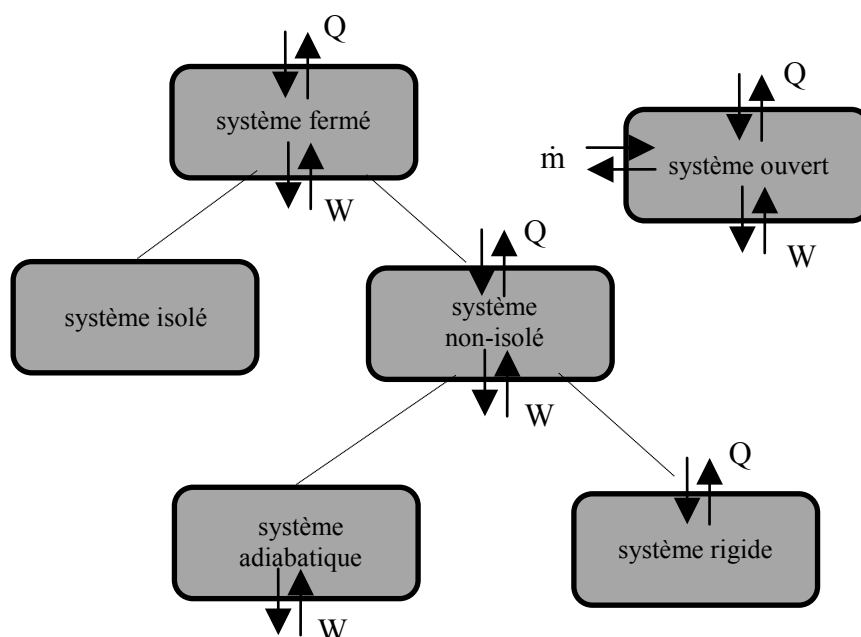 Q
système fermé
W
Q
ṁ
système ouvert
W
système isolé
Q
système
non-isolé
W
système
adiabatique
W
Q
système rigide